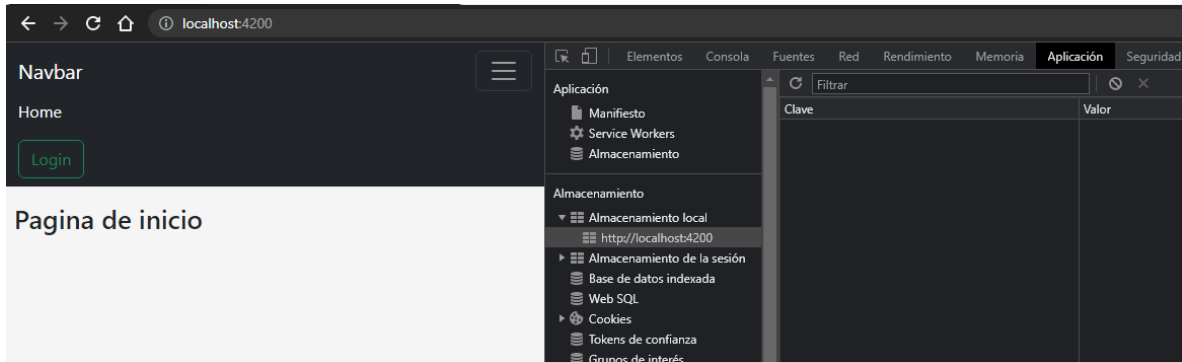 localhost:4200
Navbar
Home
Login
Pagina de inicio
Elementos Consola Fuentes Red Rendimiento Memoria Aplicación Seguridad
Aplicación
Manifiesto
Service Workers
Almacenamiento
Almacenamiento
Almacenamiento local
http://localhost:4200
Almacenamiento de la sesión
Base de datos indexada
Web SQL
Cookies
Tokens de confianza
Grupos de interés
Filtrar
Clave Valor